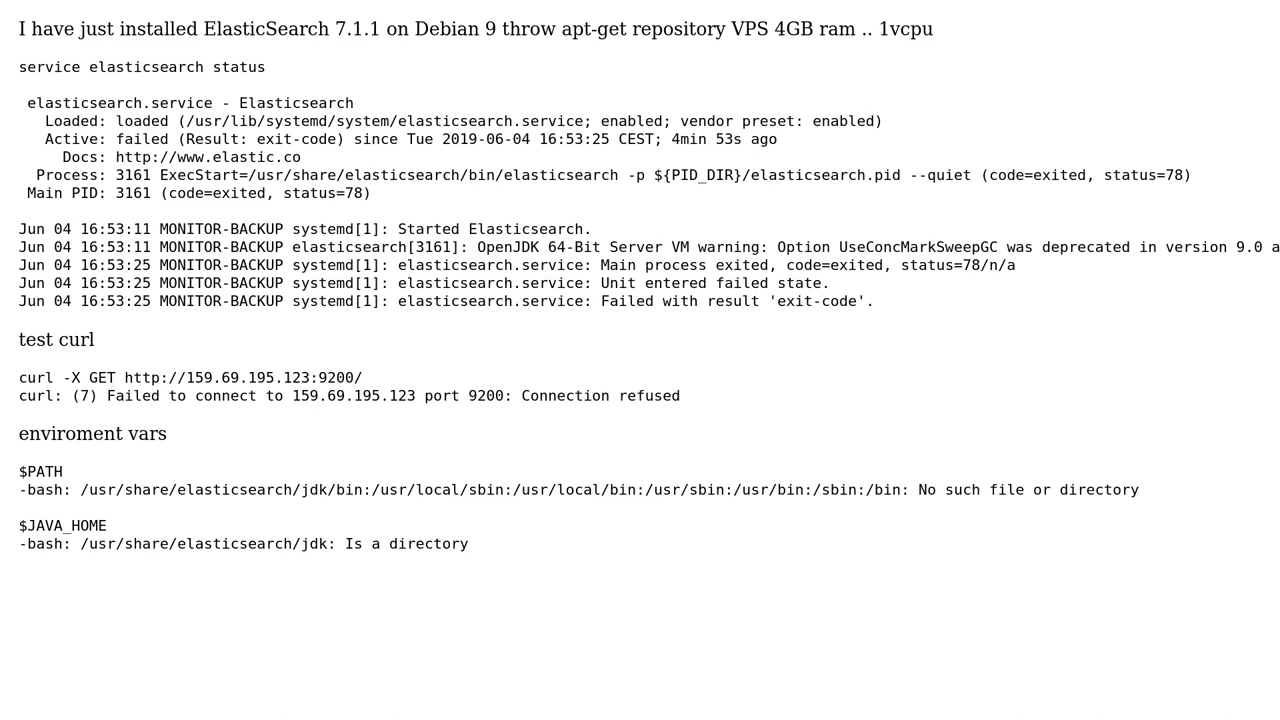 I have just installed ElasticSearch 7.1.1 on Debian 9 throw apt-get repository VPS 4GB ram .. 1vcpu
service elasticsearch status
elasticsearch.service - Elasticsearch
Loaded: loaded (/usr/lib/systemd/system/elasticsearch.service; enabled; vendor preset: enabled)
Active: failed (Result: exit-code) since Tue 2019-06-04 16:53:25 CEST; 4min 53s ago
Docs: http://www.elastic.co
Process: 3161 ExecStart=/usr/share/elasticsearch/bin/elasticsearch -p ${PID_DIR}/elasticsearch.pid --quiet (code=exited, status=78)
Main PID: 3161 (code=exited, status=78)
Jun 04 16:53:11 MONITOR-BACKUP systemd[1]: Started Elasticsearch.
Jun 04 16:53:11 MONITOR-BACKUP elasticsearch[3161]: OpenJDK 64-Bit Server VM warning: Option UseConcMarkSweepGC was deprecated in version 9.0 a
Jun 04 16:53:25 MONITOR-BACKUP systemd[1]: elasticsearch.service: Main process exited, code=exited, status=78/n/a
Jun 04 16:53:25 MONITOR-BACKUP systemd[1]: elasticsearch.service: Unit entered failed state.
Jun 04 16:53:25 MONITOR-BACKUP systemd[1]: elasticsearch.service: Failed with result 'exit-code'.
test curl
curl -X GET http://159.69.195.123:9200/
curl: (7) Failed to connect to 159.69.195.123 port 9200: Connection refused
enviroment vars
$PATH
-bash: /usr/share/elasticsearch/jdk/bin:/usr/local/sbin:/usr/local/bin:/usr/sbin:/usr/bin:/sbin:/bin: No such file or directory
$JAVA_HOME
-bash: /usr/share/elasticsearch/jdk: Is a directory